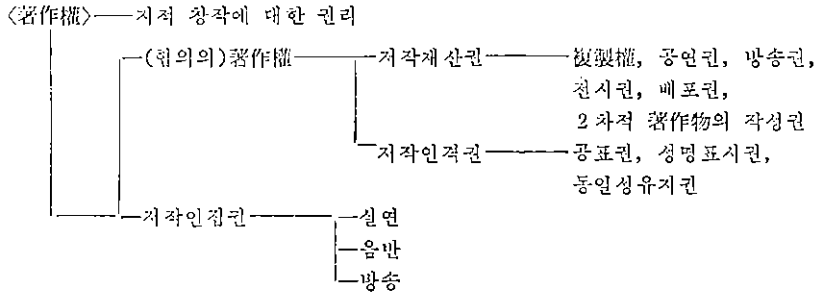 〈著作權〉 지적 창작에 대한 권리
(협의의)著作權 저작재산권 複製權, 공연권, 방송권,
전시권, 배포권,
2차적 著作物의 작성권
저작인격권 공표권, 성명표시권,
동일성유지권
저작인접권 실연
음반
방송